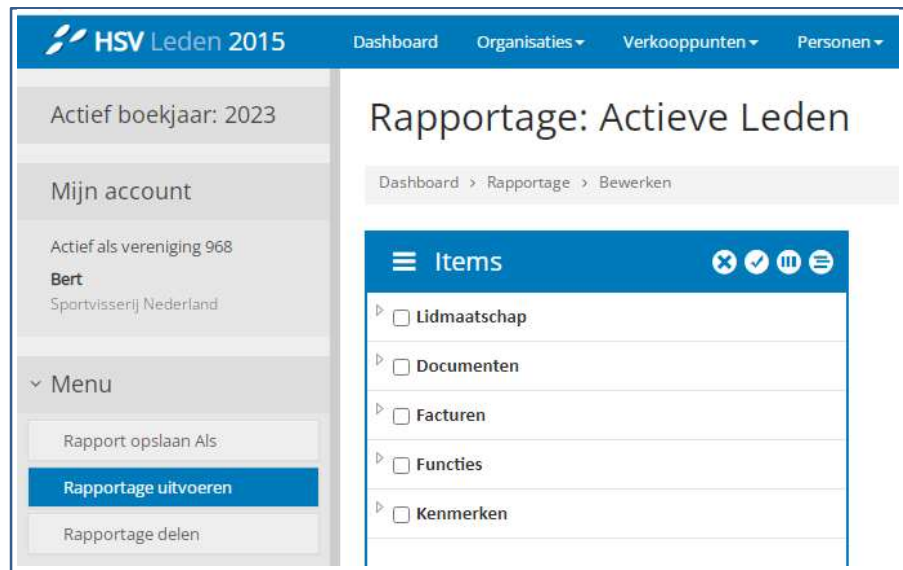 HSV Leden 2015
Dashboard Organisaties Verkooppunten Personen
Actief boekjaar: 2023
Mijn account
Actief als vereniging 968
Bert
Sportvisserij Nederland
Menu
Rapport opslaan Als
Rapportage uitvoeren
Rapportage delen
Rapportage: Actieve Leden
Dashboard > Rapportage > Bewerken
Items
Lidmaatschap
Documenten
Facturen
Functies
Kenmerken